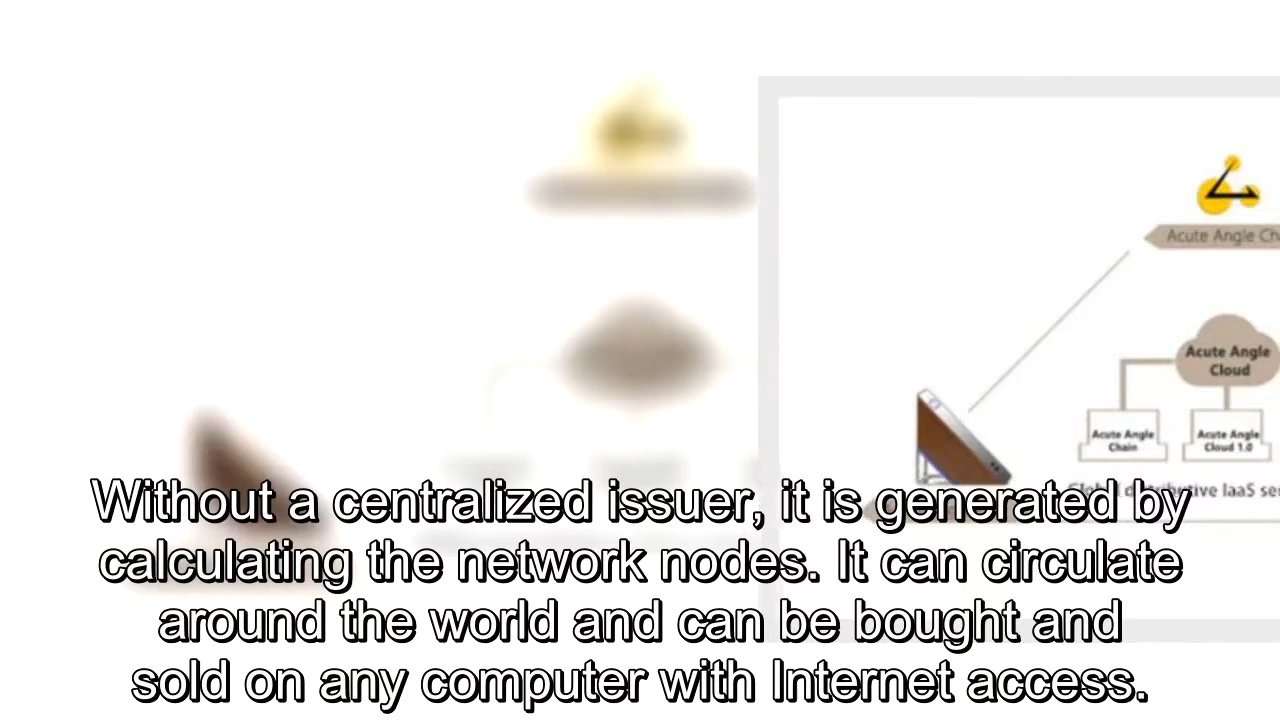 Acute Angle
Acute Angle
Cloud
Acute Angle
Chain
Acute Angle
Cloud 1.0
Without a centralized issuer, it is generated by
calculating the network nodes. It can circulate
around the world and can be bought and
sold on any computer with Internet access.